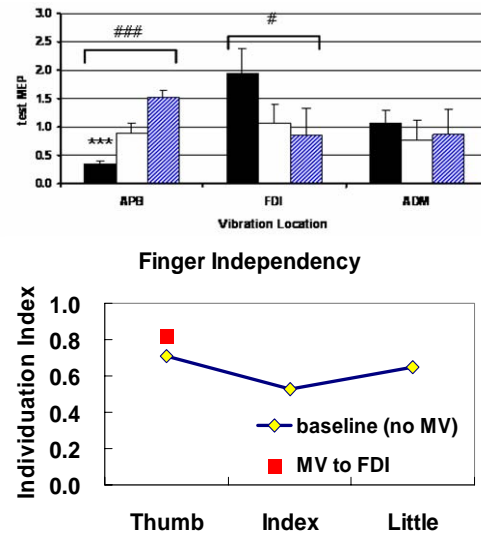 3.0
2.5
2.0
1.5
1.0
0.5
0.0
test MEP
###
#
***
APB FDI ADM
Vibration Location
Finger Independency
Individuation Index
1.0
0.8
0.6
0.4
0.2
0.0
baseline (no MV)
MV to FDI
Thumb Index Little